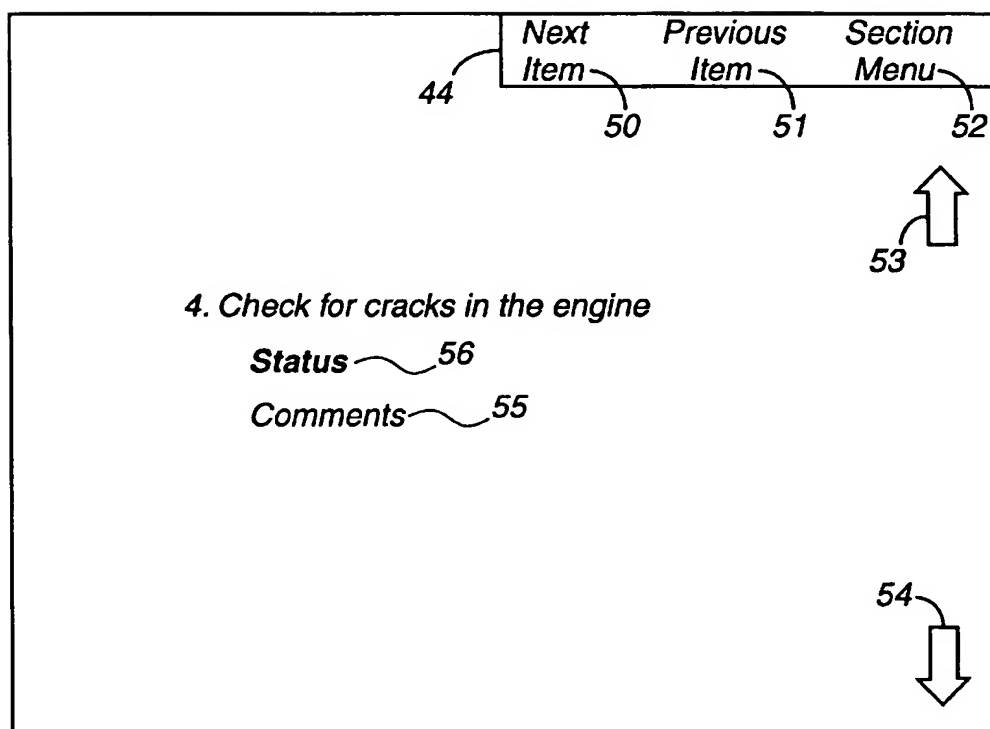 Next Previous Section
Item Item Menu
44 50 51 52
53
4. Check for cracks in the engine
Status 56
Comments 55
54